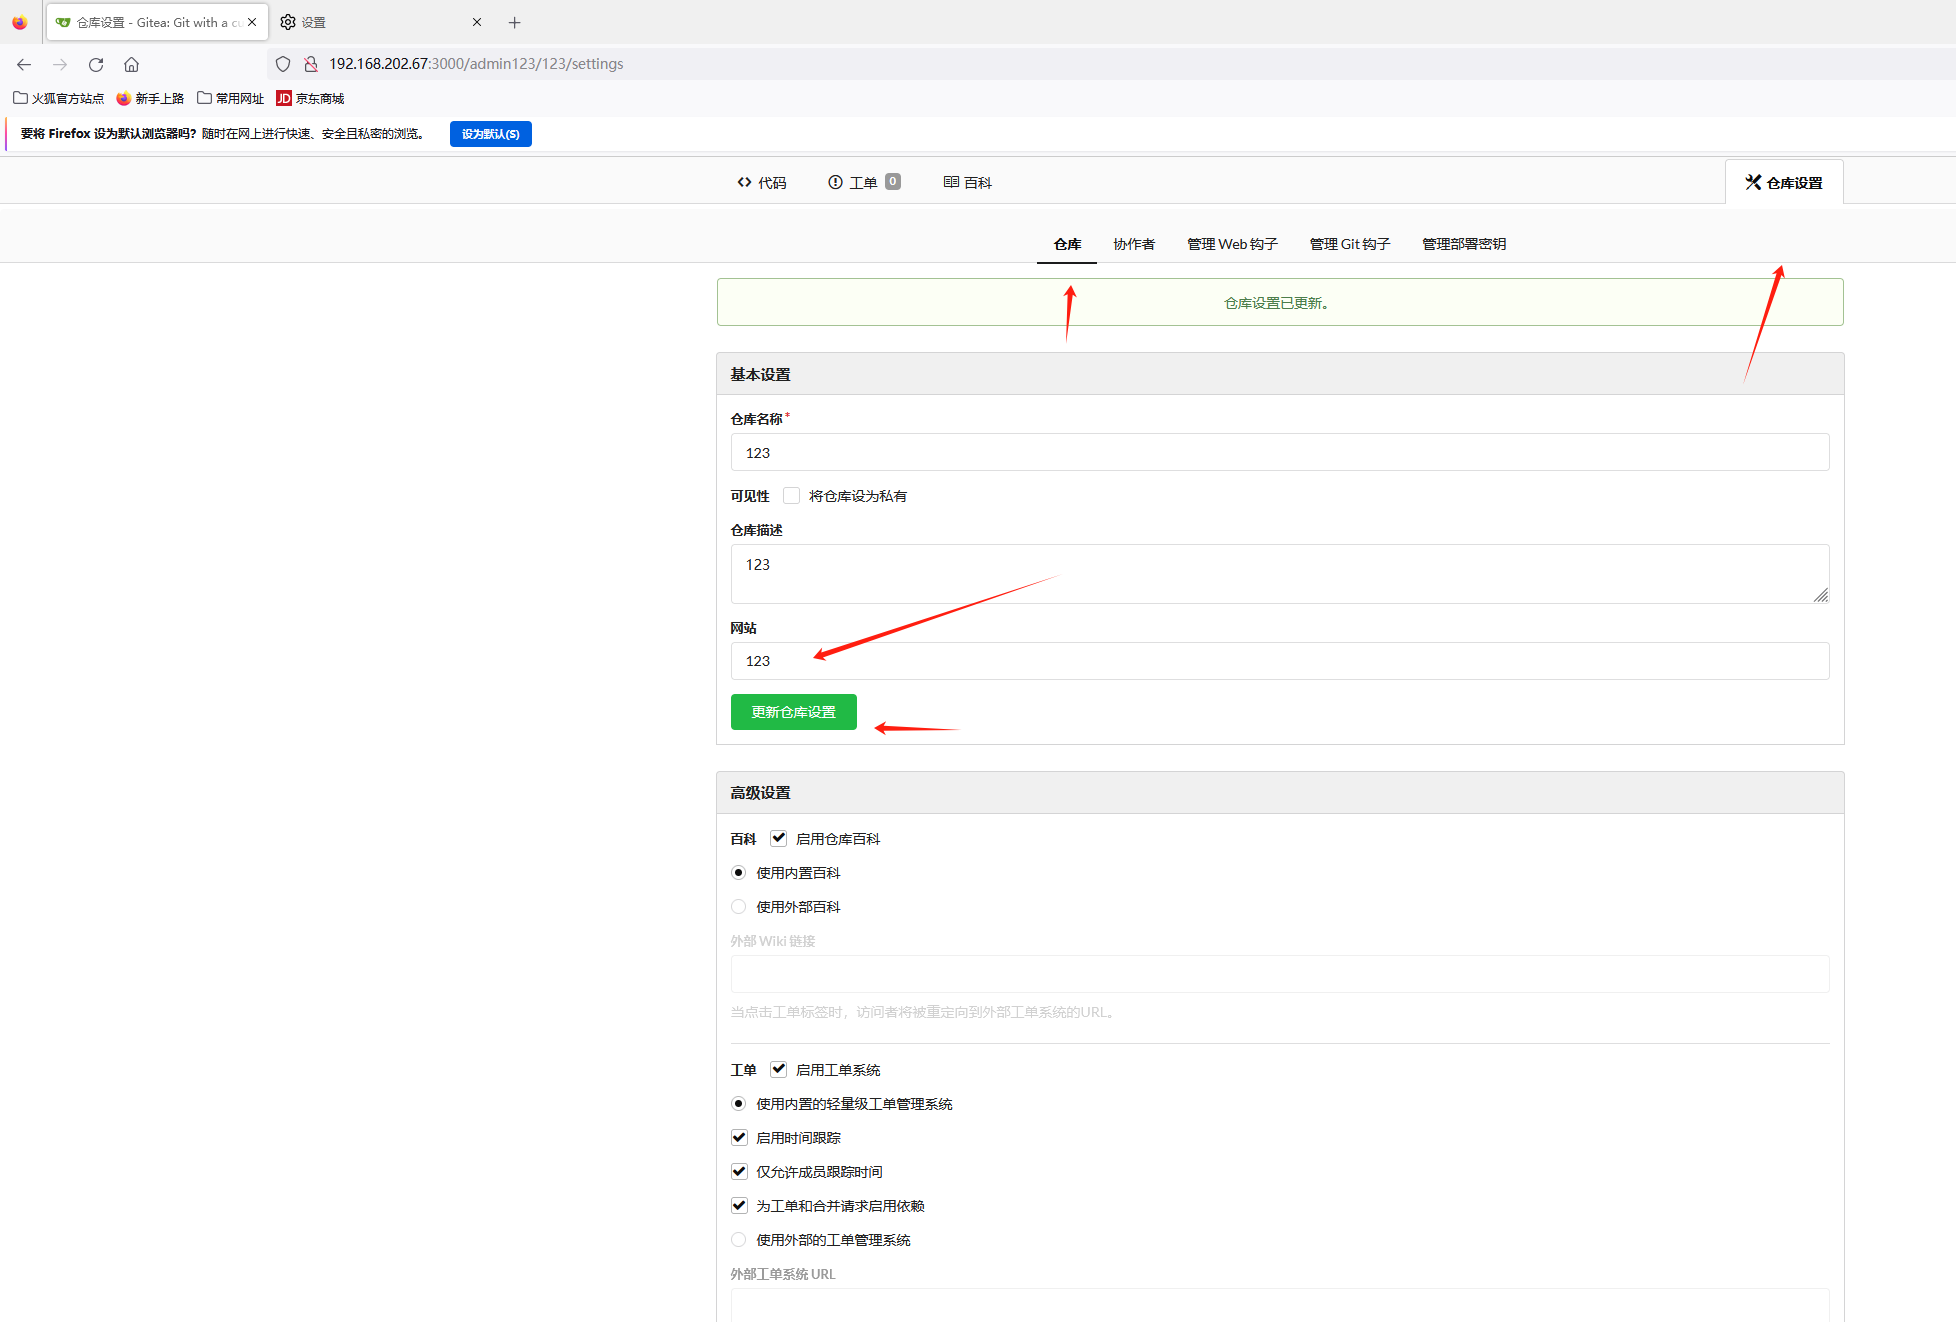 仓库设置 - Gitea: Git with a cu
设置
192.168.202.67:3000/admin123/123/settings
火狐官方站点 新手上路 常用网址 JD 京东商城
要将 Firefox 设为默认浏览器吗? 随时在网上进行快速、安全且私密的浏览。 设为默认(S)
代码 工单 0 百科 仓库设置
仓库 协作者 管理 Web 钩子 管理 Git 钩子 管理部署密钥
仓库设置已更新。
基本设置
仓库名称*
123
可见性 将仓库设为私有
仓库描述
123
网站
123
更新仓库设置
高级设置
百科 启用仓库百科
使用内置百科
使用外部百科
外部 Wiki 链接
当点击工单标签时，访问者将被重定向到外部工单系统的URL。
工单 启用工单系统
使用内置的轻量级工单管理系统
启用时间跟踪
仅允许成员跟踪时间
为工单和合并请求启用依赖
使用外部的工单管理系统
外部工单系统 URL